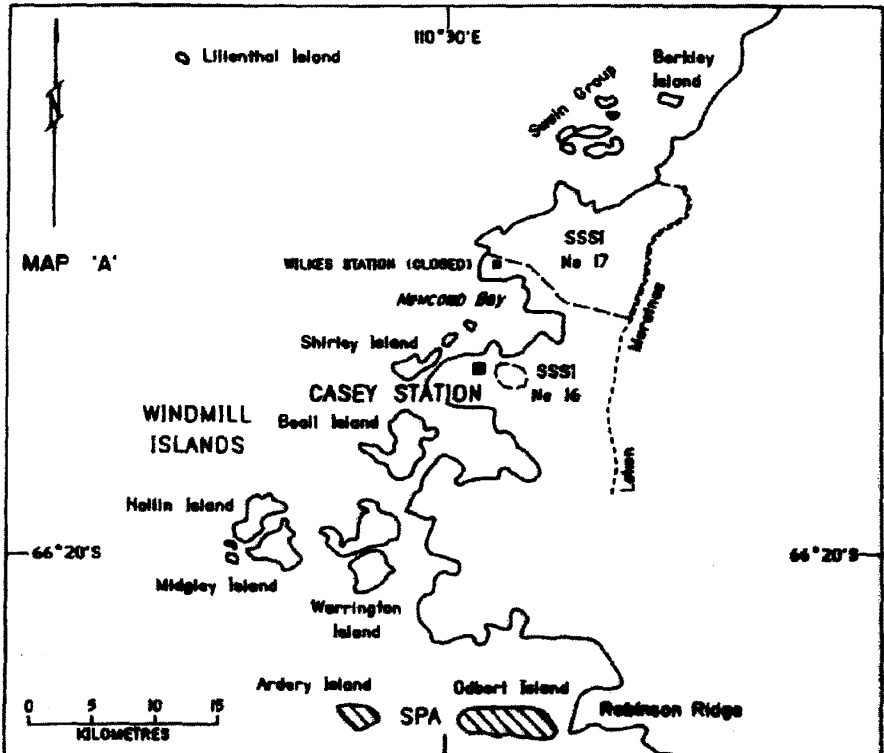 110°30'E
Lilienthal Island
Berkley
Island
Swain Group
SSSI
No 17
MAP 'A'
WILKES STATION (CLOSED)
Newcomb Bay
Moraines
Shirley Island
SSSI
No 16
CASEY STATION
WINDMILL
ISLANDS
Beall Island
Loken
Hollin Island
66°20'S
66°20'S
Midgley Island
Warrington
Island
Ardery Island
SPA
Odbert Island
Robinson Ridge
0 5 10 15
KILOMETRES